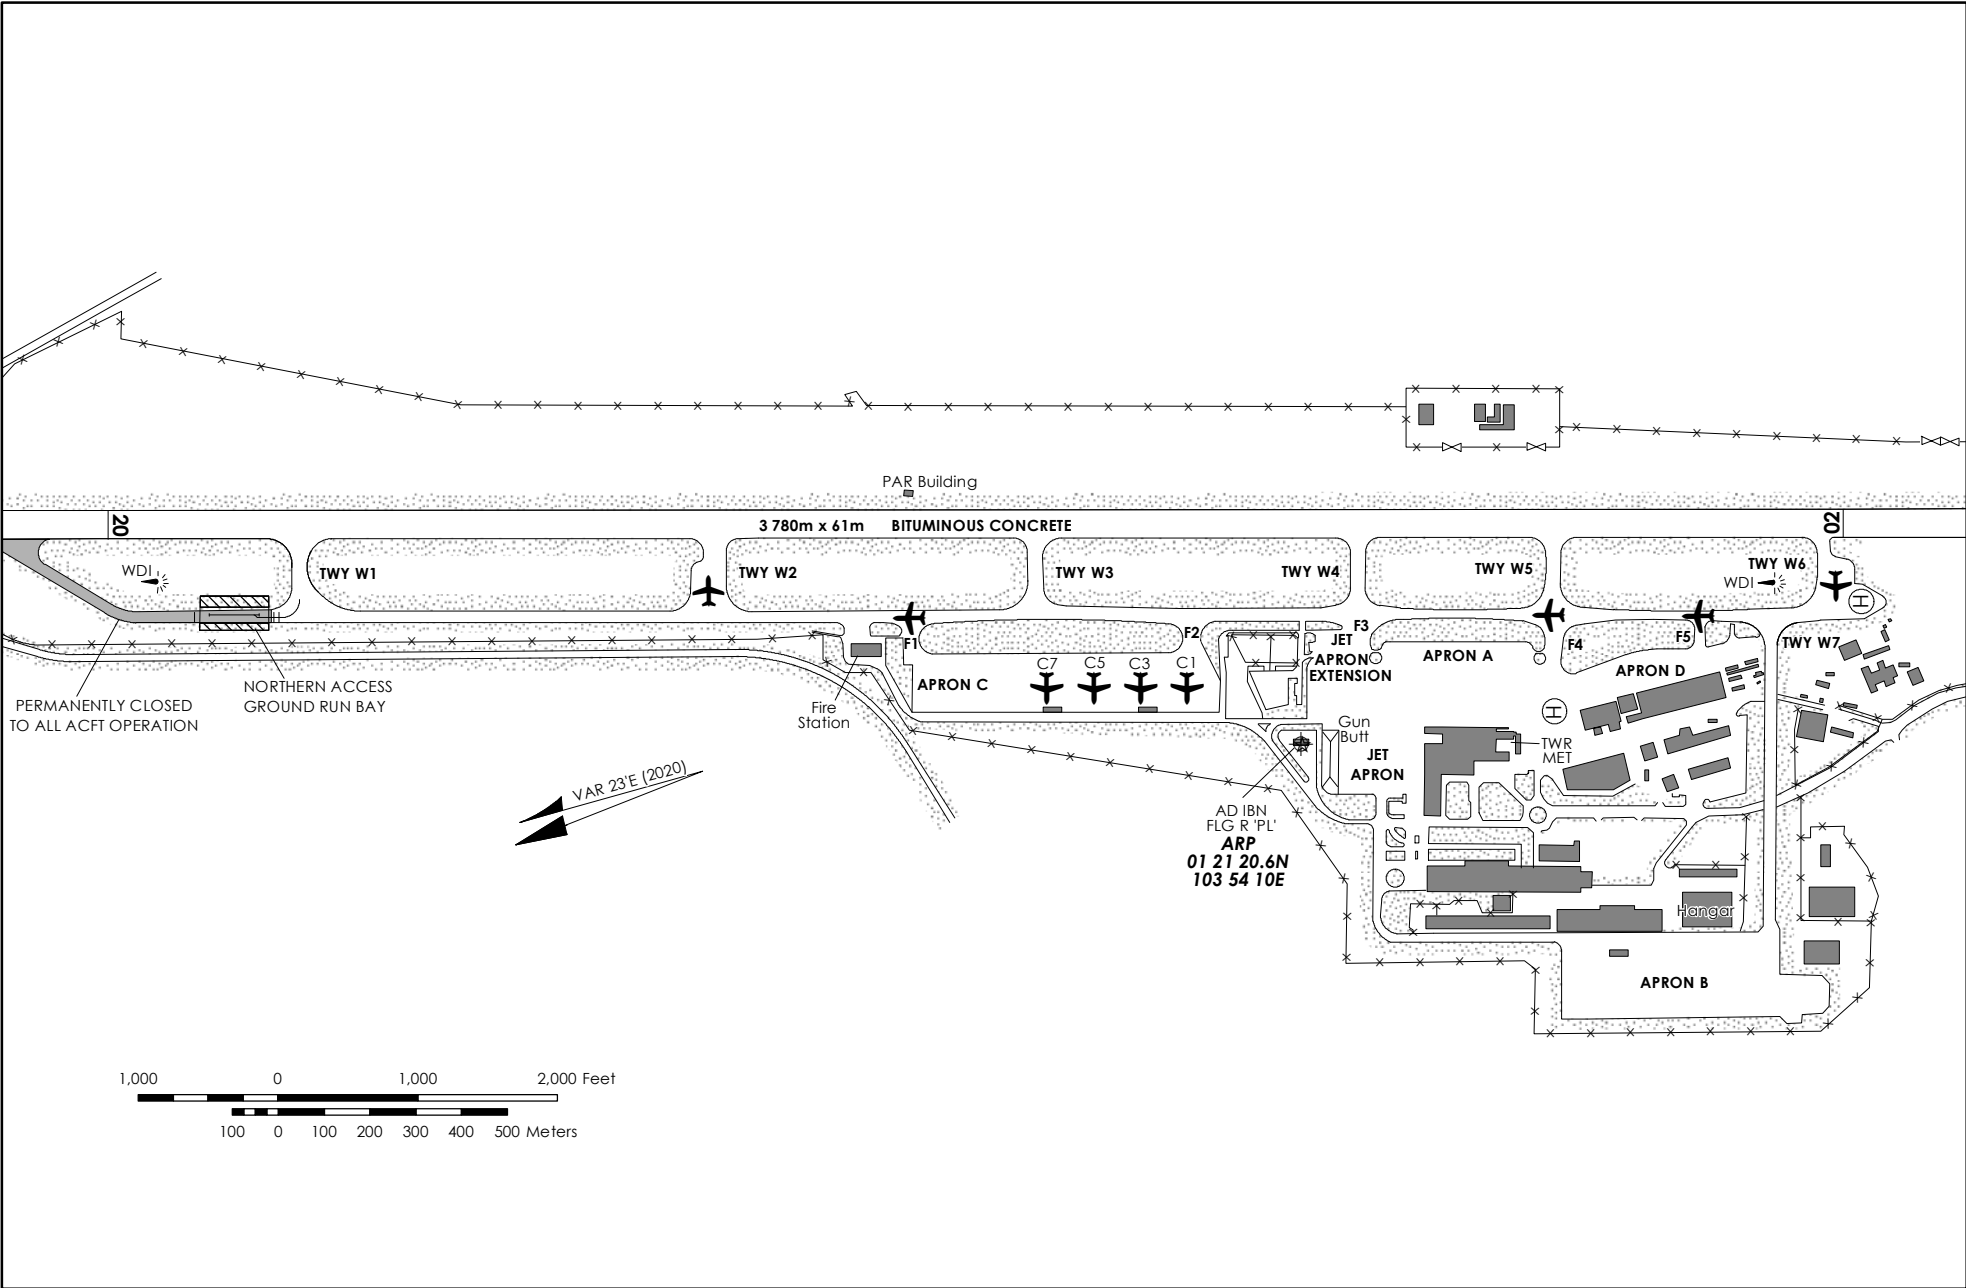 PAR Building
20
3 780m x 61m BITUMINOUS CONCRETE
02
WDI
TWY W1
TWY W2
TWY W3
TWY W4
TWY W5
TWY W6
WDI
H
F1
F2
F3
F4
F5
TWY W7
JET
APRON
EXTENSION
APRON A
APRON D
C7
C5
C3
C1
APRON C
PERMANENTLY CLOSED
TO ALL ACFT OPERATION
NORTHERN ACCESS
GROUND RUN BAY
Fire
Station
Gun
Butt
H
TWR
MET
JET
APRON
VAR 23'E (2020)
AD IBN
FLG R 'PL'
ARP
01 21 20.6N
103 54 10E
Hangar
APRON B
1,000 0 1,000 2,000 Feet
100 0 100 200 300 400 500 Meters